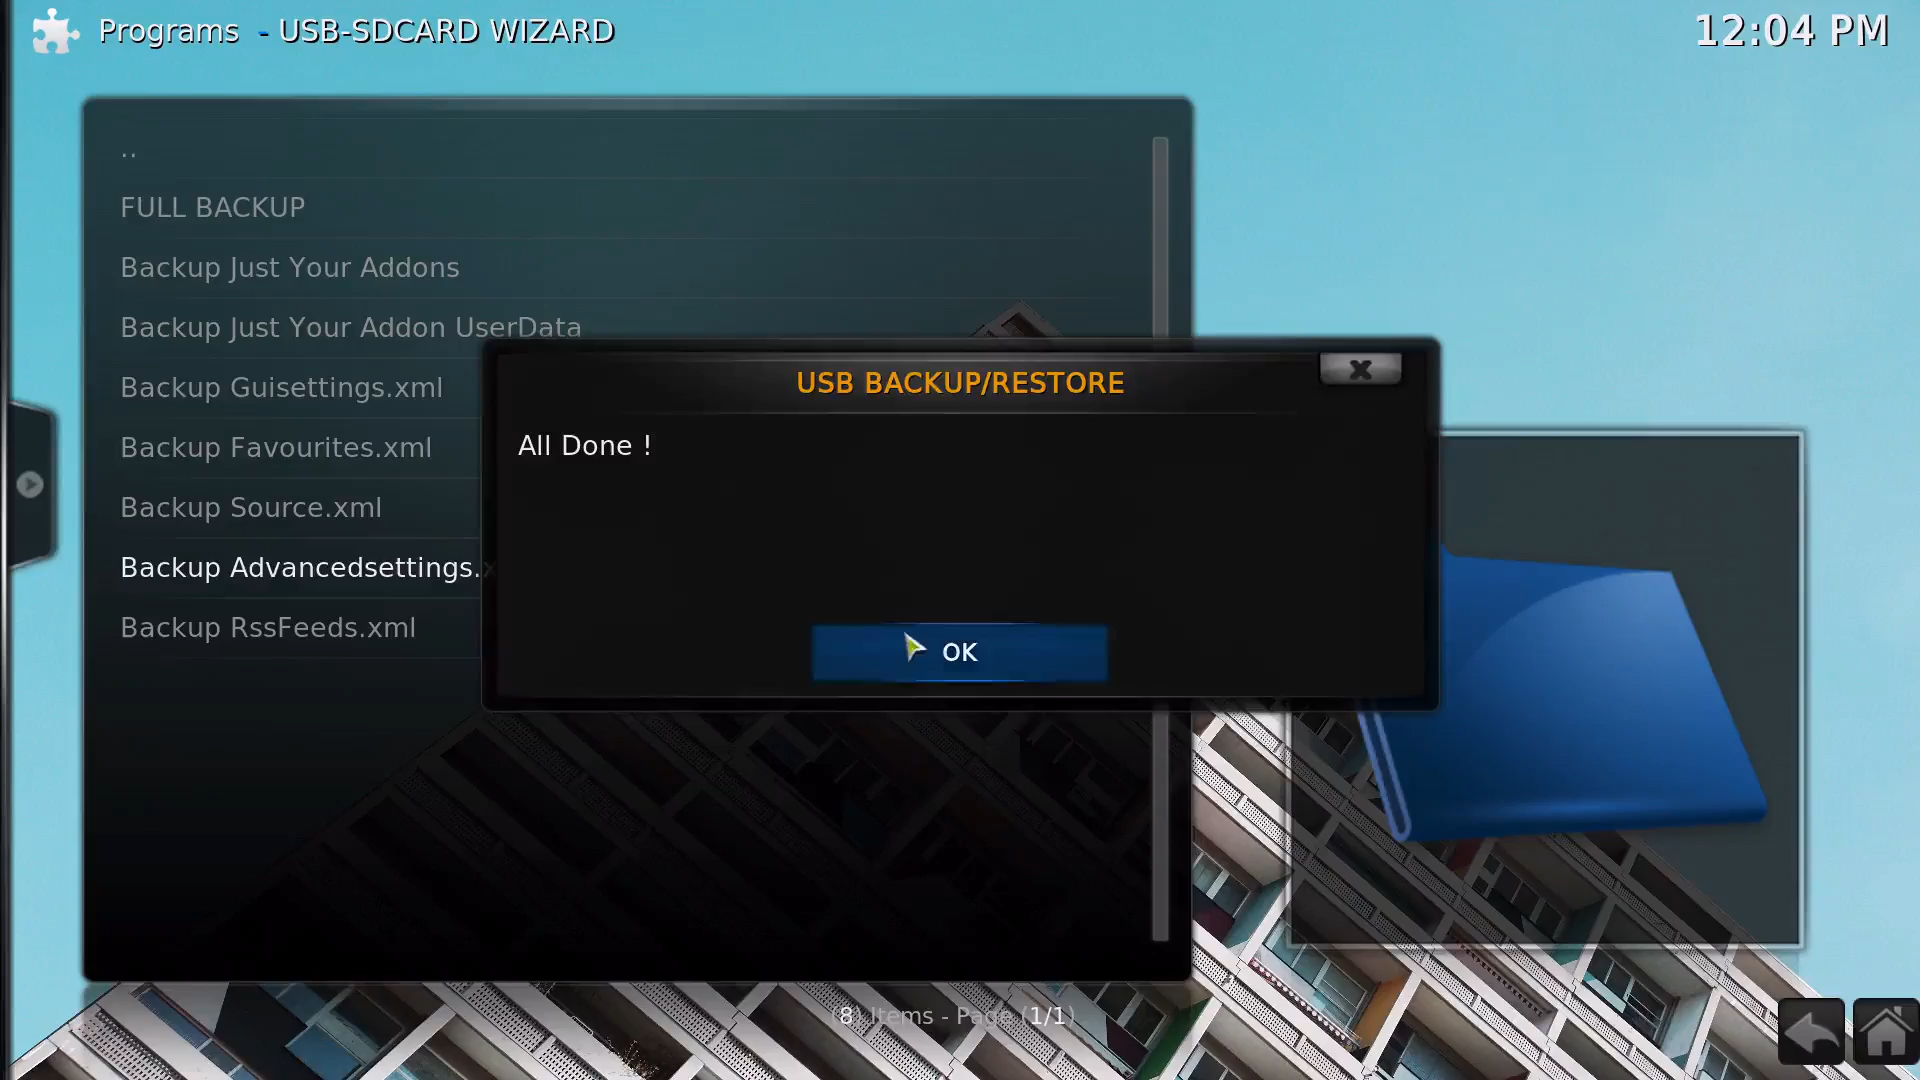 Programs - USB-SDCARD WIZARD
12:04 PM
..
FULL BACKUP
Backup Just Your Addons
Backup Just Your Addon UserData
Backup Guisettings.xml
Backup Favourites.xml
Backup Source.xml
Backup Advancedsettings.x
Backup RssFeeds.xml
USB BACKUP/RESTORE
All Done !
OK
(8) Items - Page (1/1)